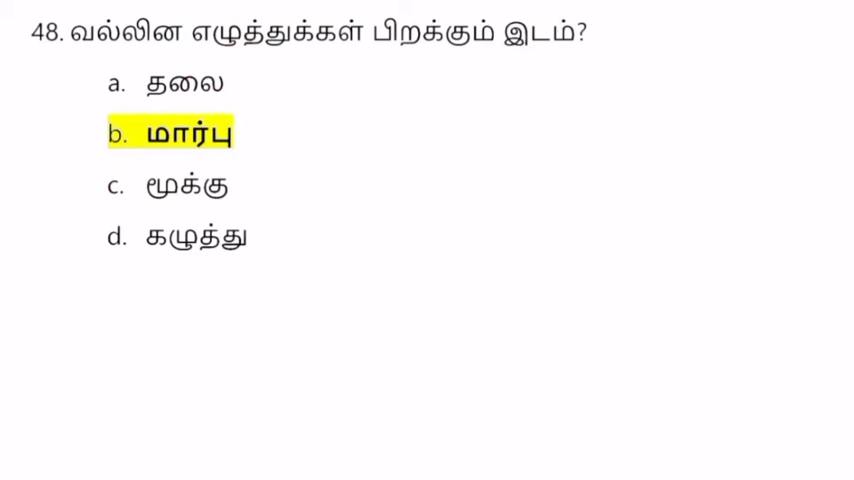 48. வல்லின எழுத்துக்கள் பிறக்கும் இடம்?
a. தலை
b. மார்பு
c. மூக்கு
d. கழுத்து